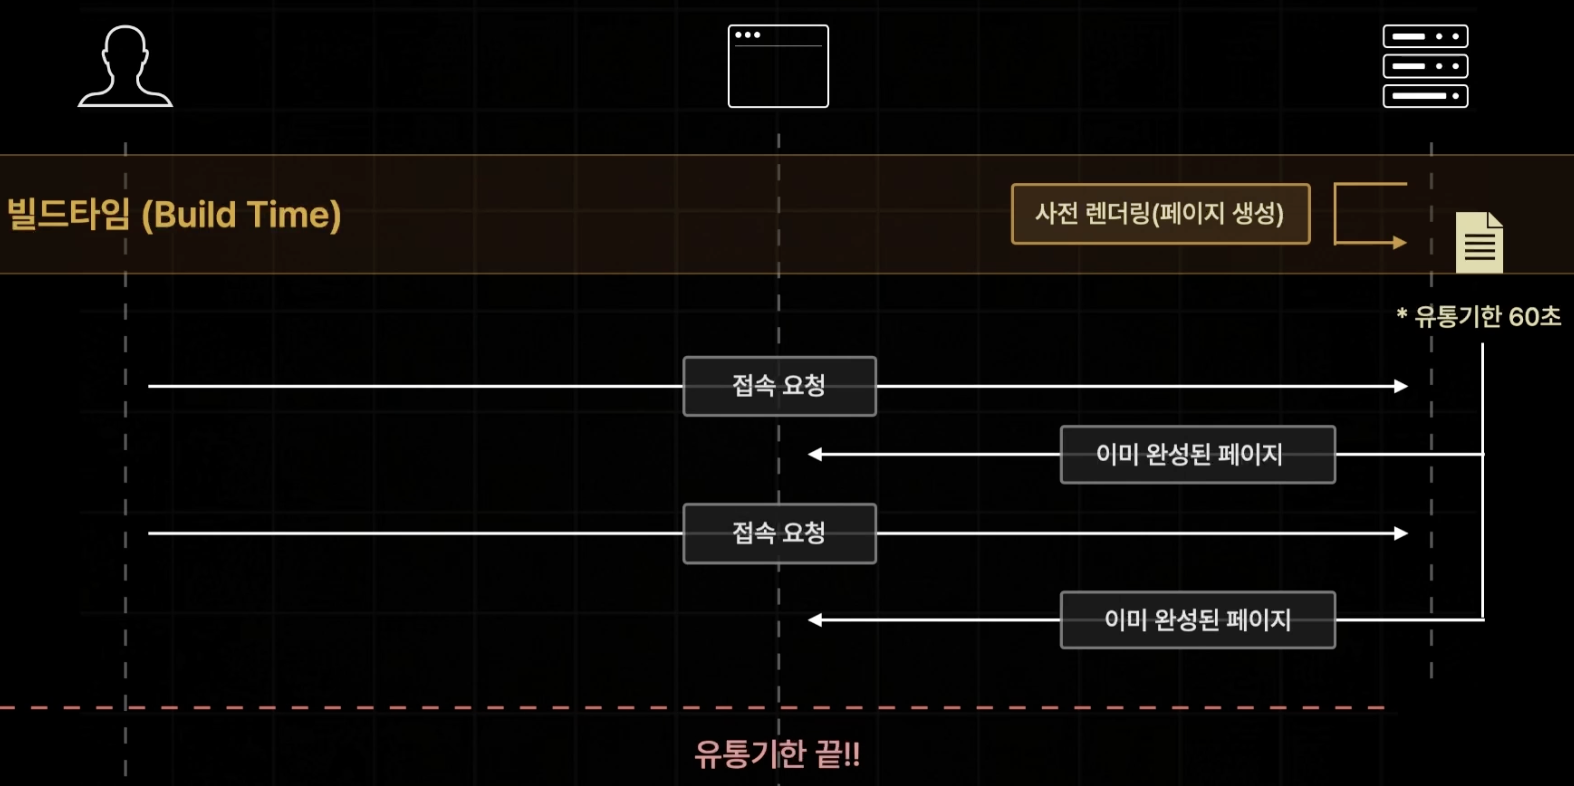 빌드타임 (Build Time)
사전 렌더링(페이지 생성)
* 유통기한 60초
접속 요청
이미 완성된 페이지
접속 요청
이미 완성된 페이지
유통기한 끝!!